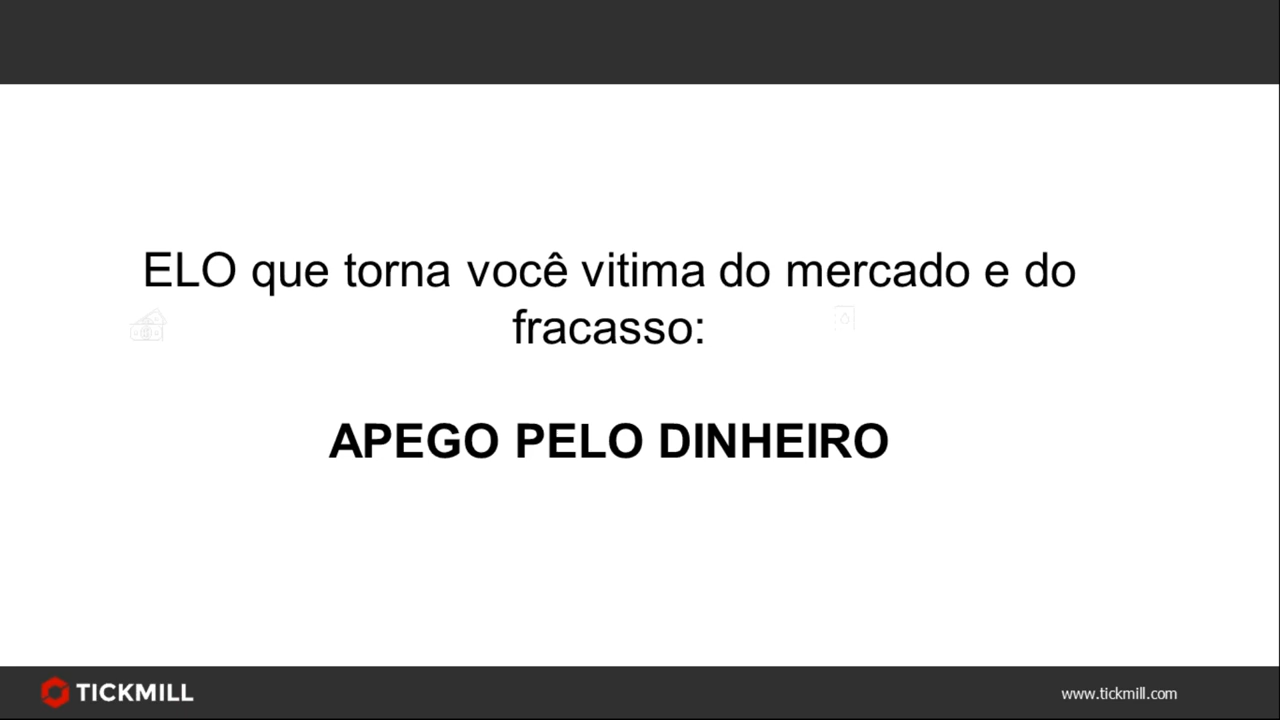 ELO que torna você vitima do mercado e do
fracasso:
APEGO PELO DINHEIRO
TICKMILL
www.tickmill.com